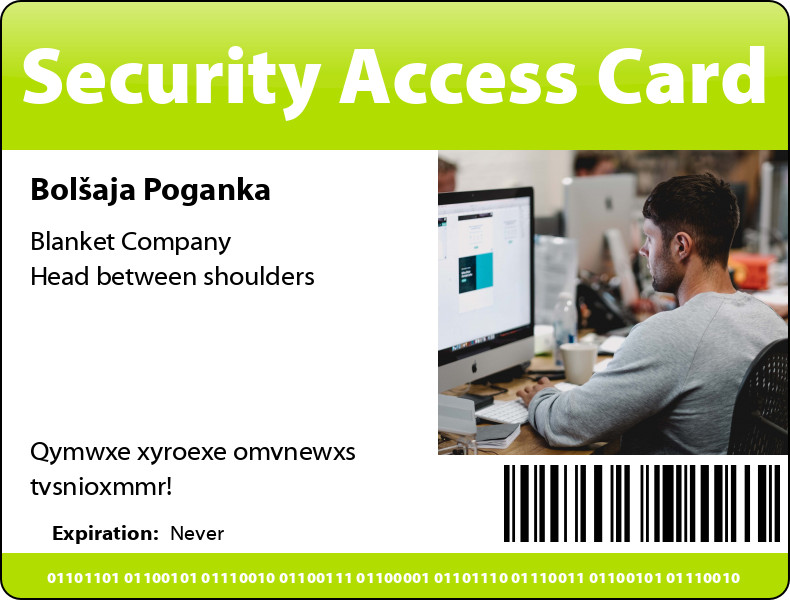 Security Access Card
Bolšaja Poganka
Blanket Company
Head between shoulders
Qymwxe xyroexe omvnewxs
tvsnioxmmr!
Expiration: Never
01101101 01100101 01110010 01100111 01100001 01101110 01110011 01100101 01110010